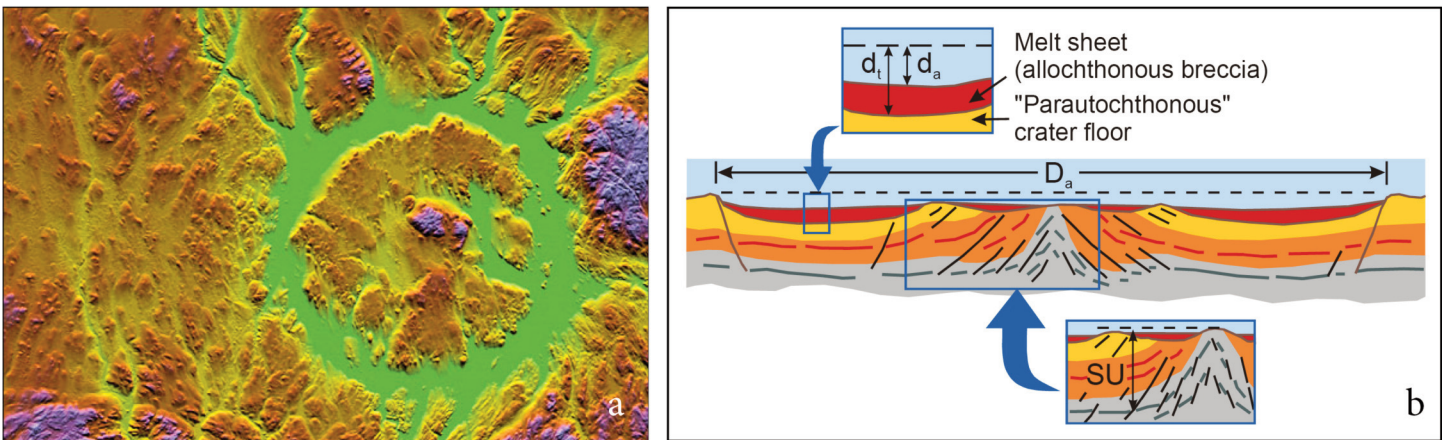 a
Melt sheet
(allochthonous breccia)
"Parautochthonous"
crater floor
dt
da
Da
SU
b